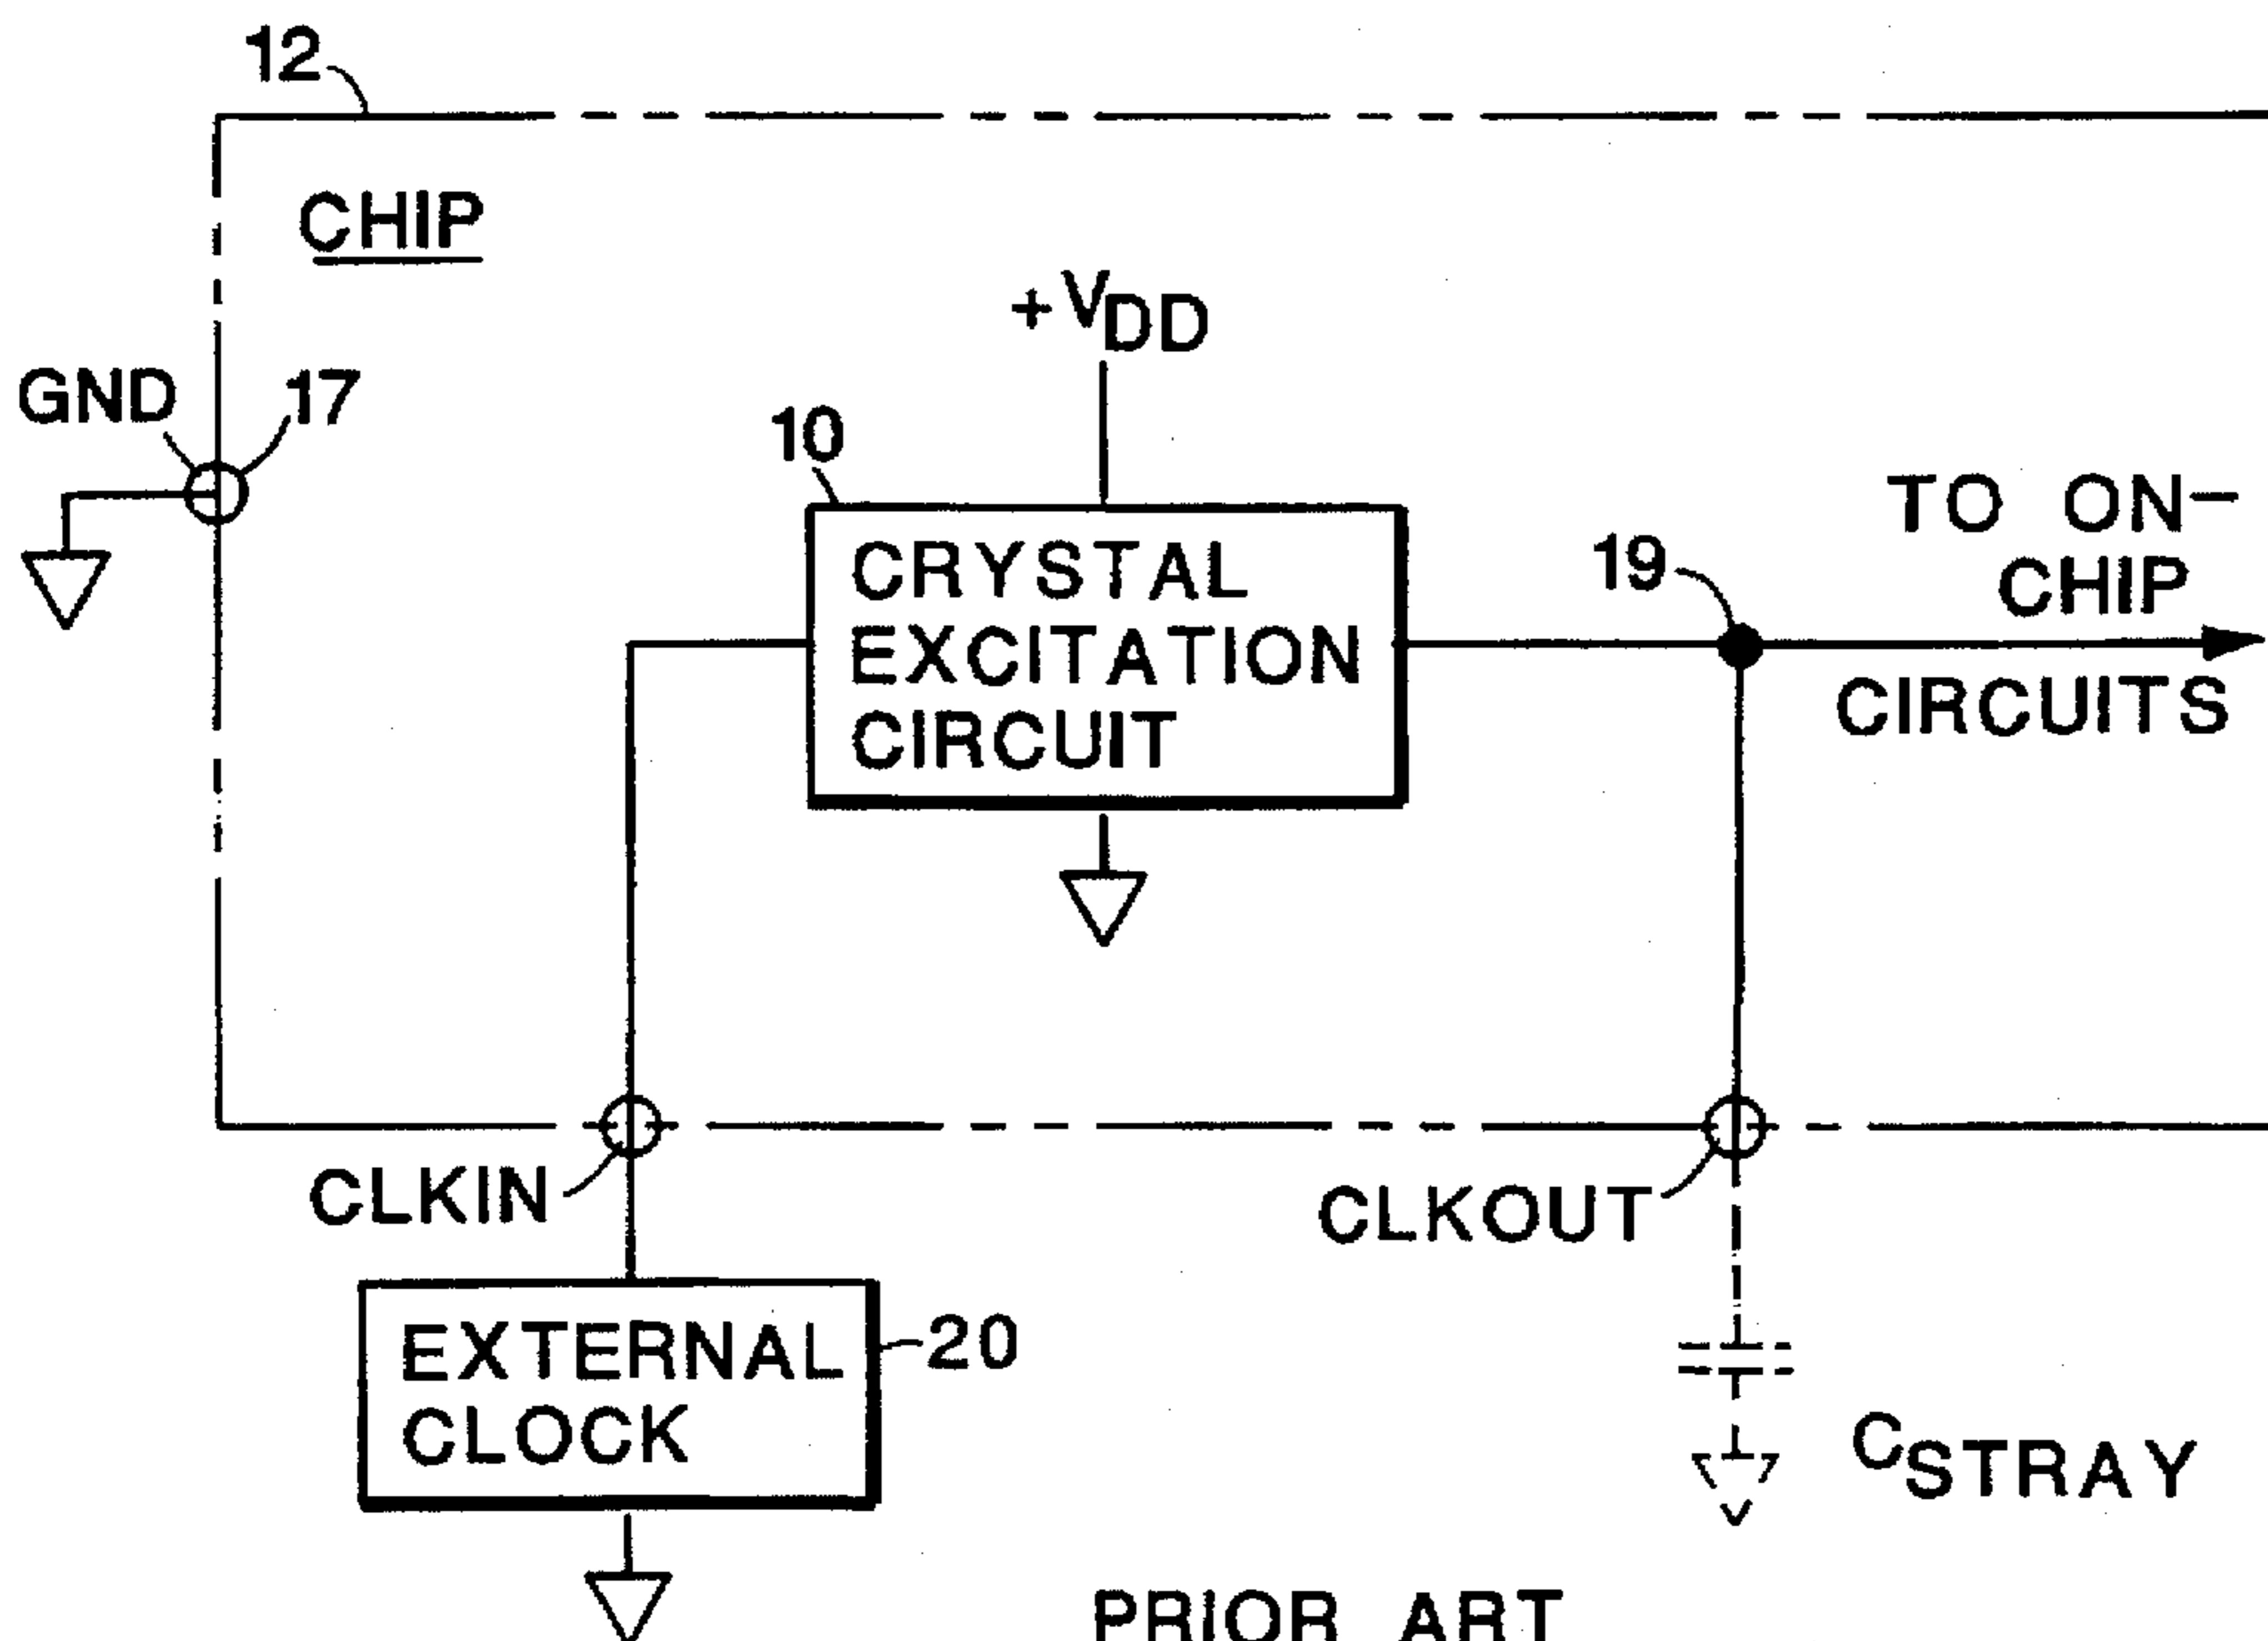 12
CHIP
+VDD
GND
17
10
CRYSTAL
EXCITATION
CIRCUIT
19
TO ON-
CHIP
CIRCUITS
CLKIN
CLKOUT
EXTERNAL
CLOCK
20
CSTRAY
PRIOR ART